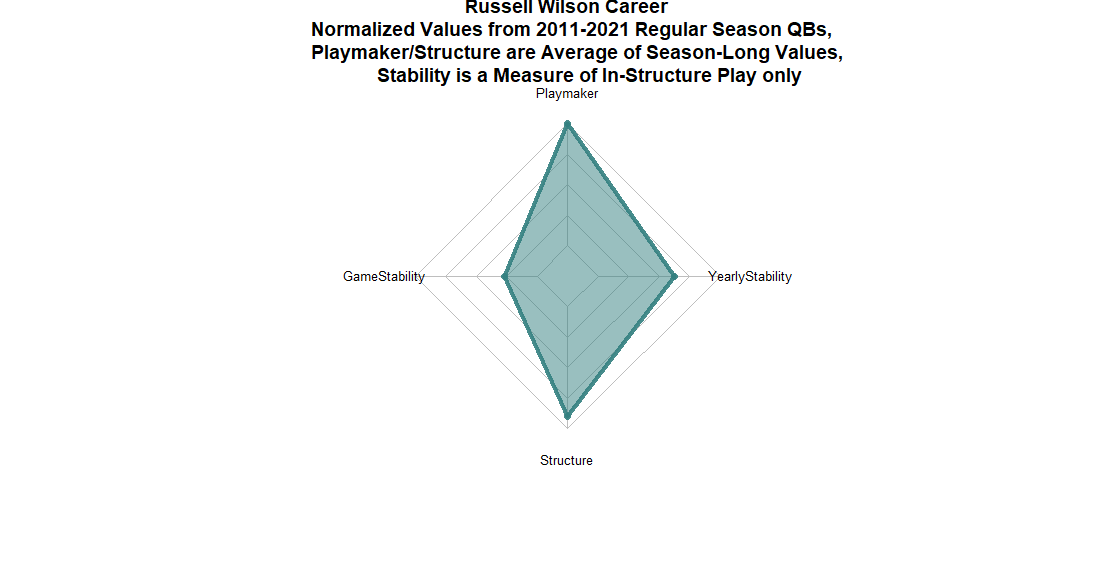 Russell Wilson Career
Normalized Values from 2011-2021 Regular Season QBs,
Playmaker/Structure are Average of Season-Long Values,
Stability is a Measure of In-Structure Play only
Playmaker
GameStability
YearlyStability
Structure